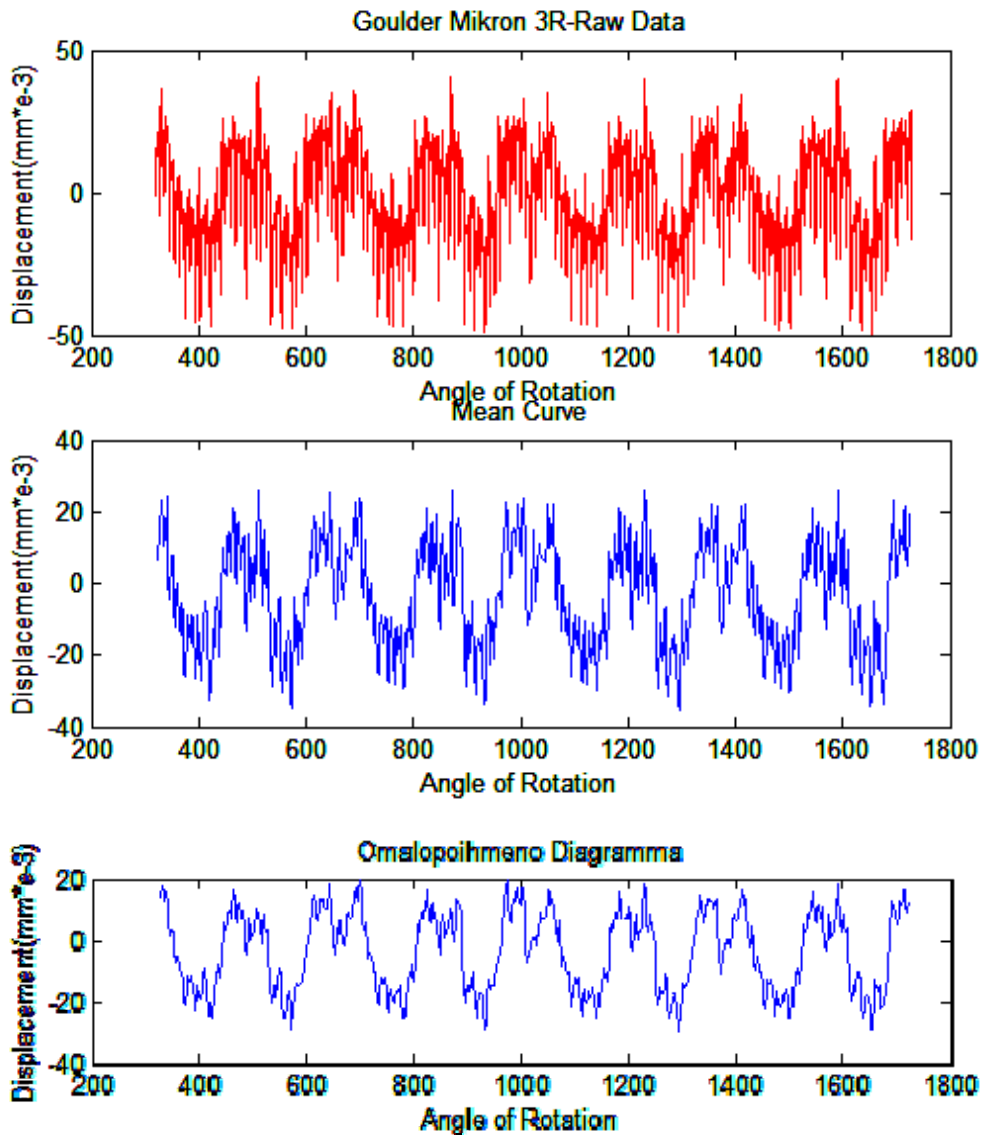 Goulder Mikron 3R-Raw Data
Displacement(mm*e-3)
50
0
-50
200 400 600 800 1000 1200 1400 1600 1800
Angle of Rotation
Mean Curve
Displacement(mm*e-3)
40
20
0
-20
-40
200 400 600 800 1000 1200 1400 1600 1800
Angle of Rotation
Omalopoihmeno Diagramma
Displacement(mm*e-3)
20
0
-20
-40
200 400 600 800 1000 1200 1400 1600 1800
Angle of Rotation